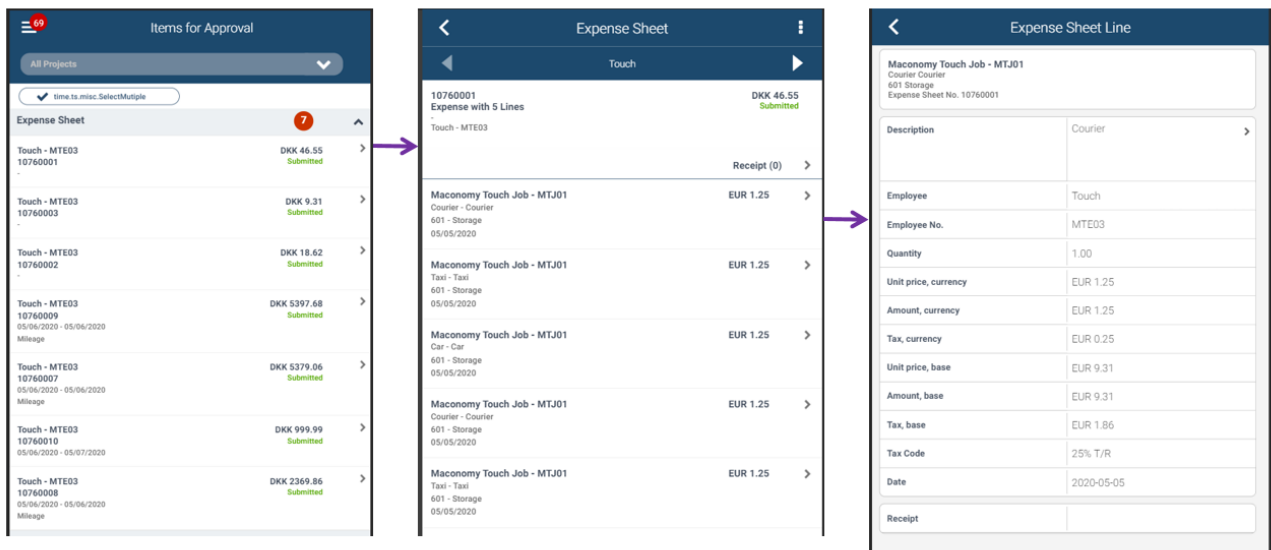 69
Items for Approval
All Projects
time.ts.misc.SelectMutiple
Expense Sheet 7
Touch - MTE03 DKK 46.55
10760001 Submitted
-
Touch - MTE03 DKK 9.31
10760003 Submitted
-
Touch - MTE03 DKK 18.62
10760002 Submitted
-
Touch - MTE03 DKK 5397.68
10760009 Submitted
05/06/2020 - 05/06/2020
Mileage
Touch - MTE03 DKK 5379.06
10760007 Submitted
05/06/2020 - 05/06/2020
Mileage
Touch - MTE03 DKK 999.99
10760010 Submitted
05/06/2020 - 05/07/2020
Touch - MTE03 DKK 2369.86
10760008 Submitted
05/06/2020 - 05/06/2020
Mileage
Expense Sheet
Touch
10760001 DKK 46.55
Expense with 5 Lines Submitted
-
Touch - MTE03
Receipt (0)
Maconomy Touch Job - MTJ01 EUR 1.25
Courier - Courier
601 - Storage
05/05/2020
Maconomy Touch Job - MTJ01 EUR 1.25
Taxi - Taxi
601 - Storage
05/05/2020
Maconomy Touch Job - MTJ01 EUR 1.25
Car - Car
601 - Storage
05/05/2020
Maconomy Touch Job - MTJ01 EUR 1.25
Courier - Courier
601 - Storage
05/05/2020
Maconomy Touch Job - MTJ01 EUR 1.25
Taxi - Taxi
601 - Storage
05/05/2020
Expense Sheet Line
Maconomy Touch Job - MTJ01
Courier Courier
601 Storage
Expense Sheet No. 10760001
Description Courier
Employee Touch
Employee No. MTE03
Quantity 1.00
Unit price, currency EUR 1.25
Amount, currency EUR 1.25
Tax, currency EUR 0.25
Unit price, base EUR 9.31
Amount, base EUR 9.31
Tax, base EUR 1.86
Tax Code 25% T/R
Date 2020-05-05
Receipt